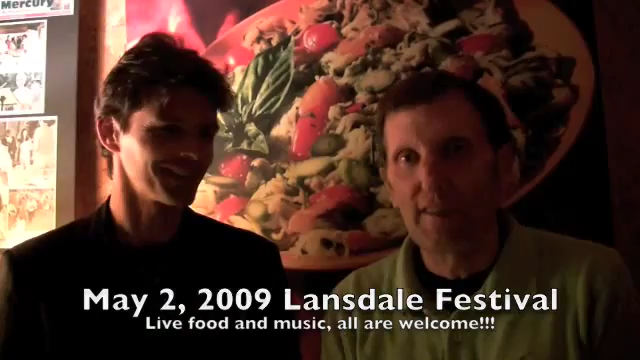 Mercury
May 2, 2009 Lansdale Festival
Live food and music, all are welcome!!!